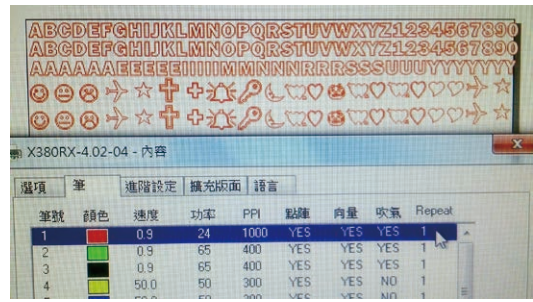 ABCDEFGHIJKLMNOPQRSTUVWXYZ1234567890
ABCDEFGHIJKLMNOPQRSTUVWXYZ1234567890
AAAAAAEEEEEIIIIIMMNNNRRRSSSUUUUYYYYYY
X380RX-4.02-04 - 內容
選項 筆 進階設定 擴充版面 語言
筆號 顏色 速度 功率 PPI 點陣 向量 吹氣 Repeat
1 0.9 24 1000 YES YES YES 1
2 0.9 65 400 YES YES YES 1
3 0.9 65 400 YES YES YES 1
4 50.0 50 300 YES YES NO 1